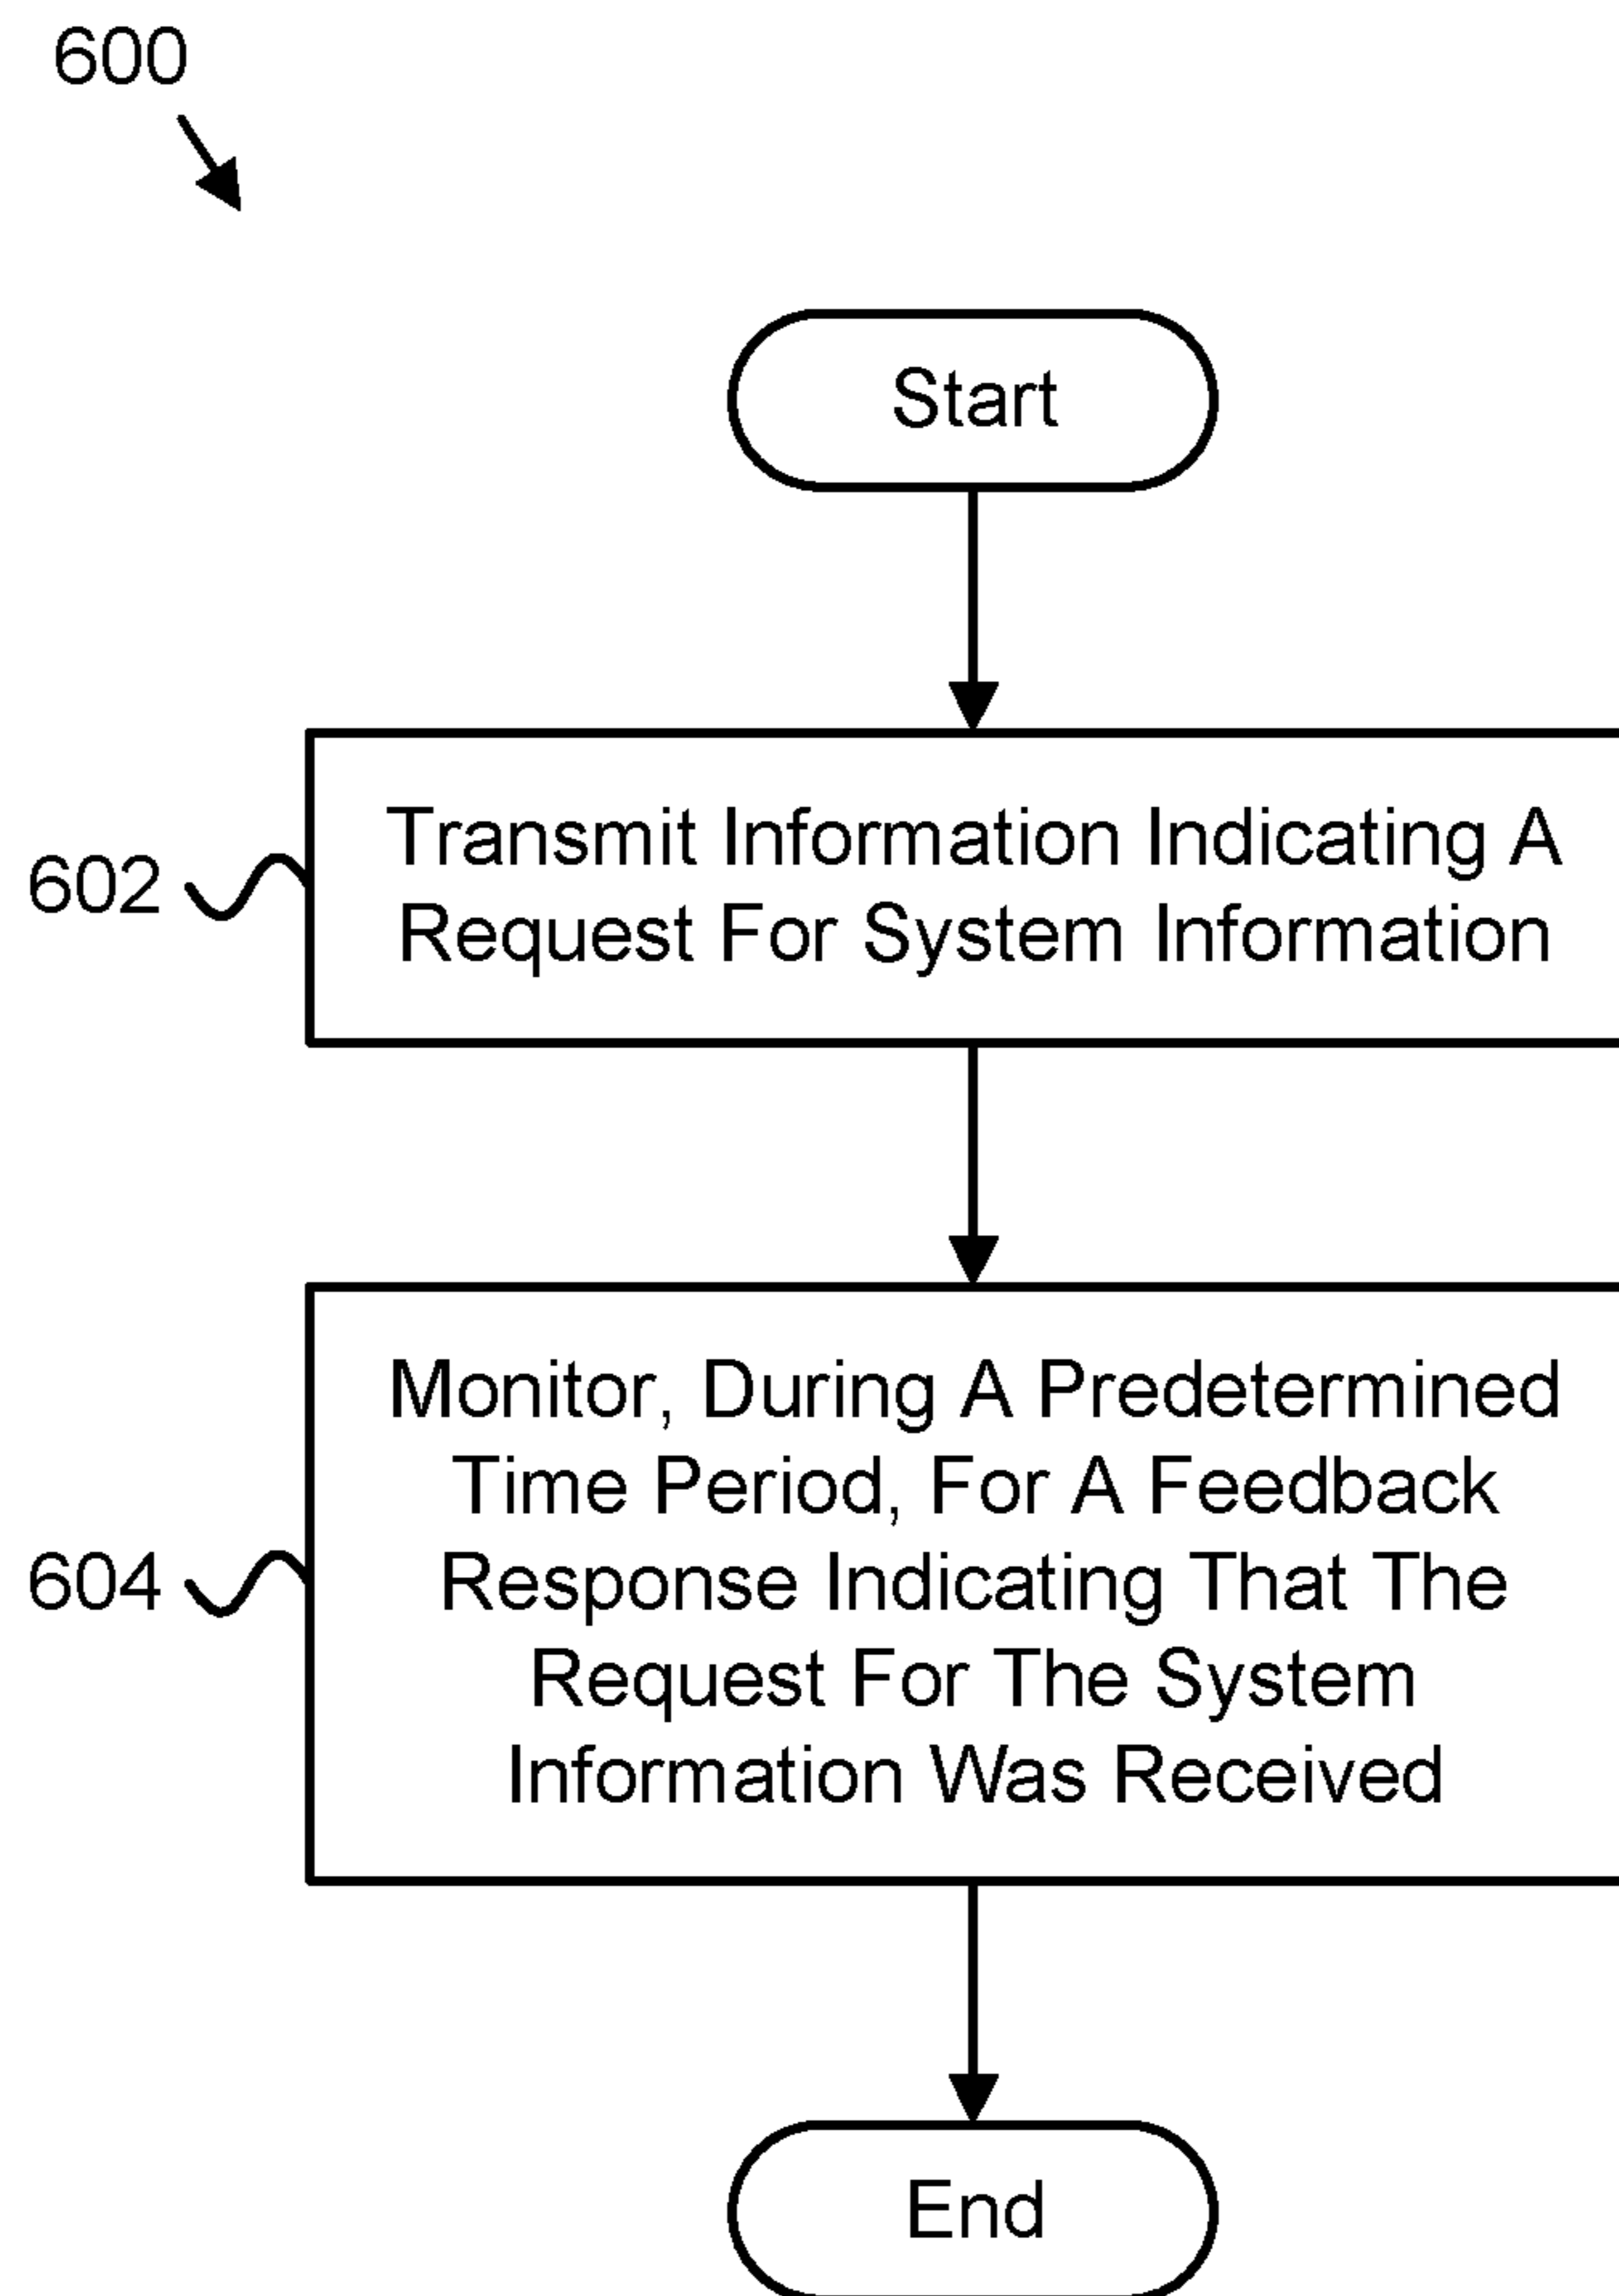 600
Start
602
Transmit Information Indicating A
Request For System Information
604
Monitor, During A Predetermined
Time Period, For A Feedback
Response Indicating That The
Request For The System
Information Was Received
End